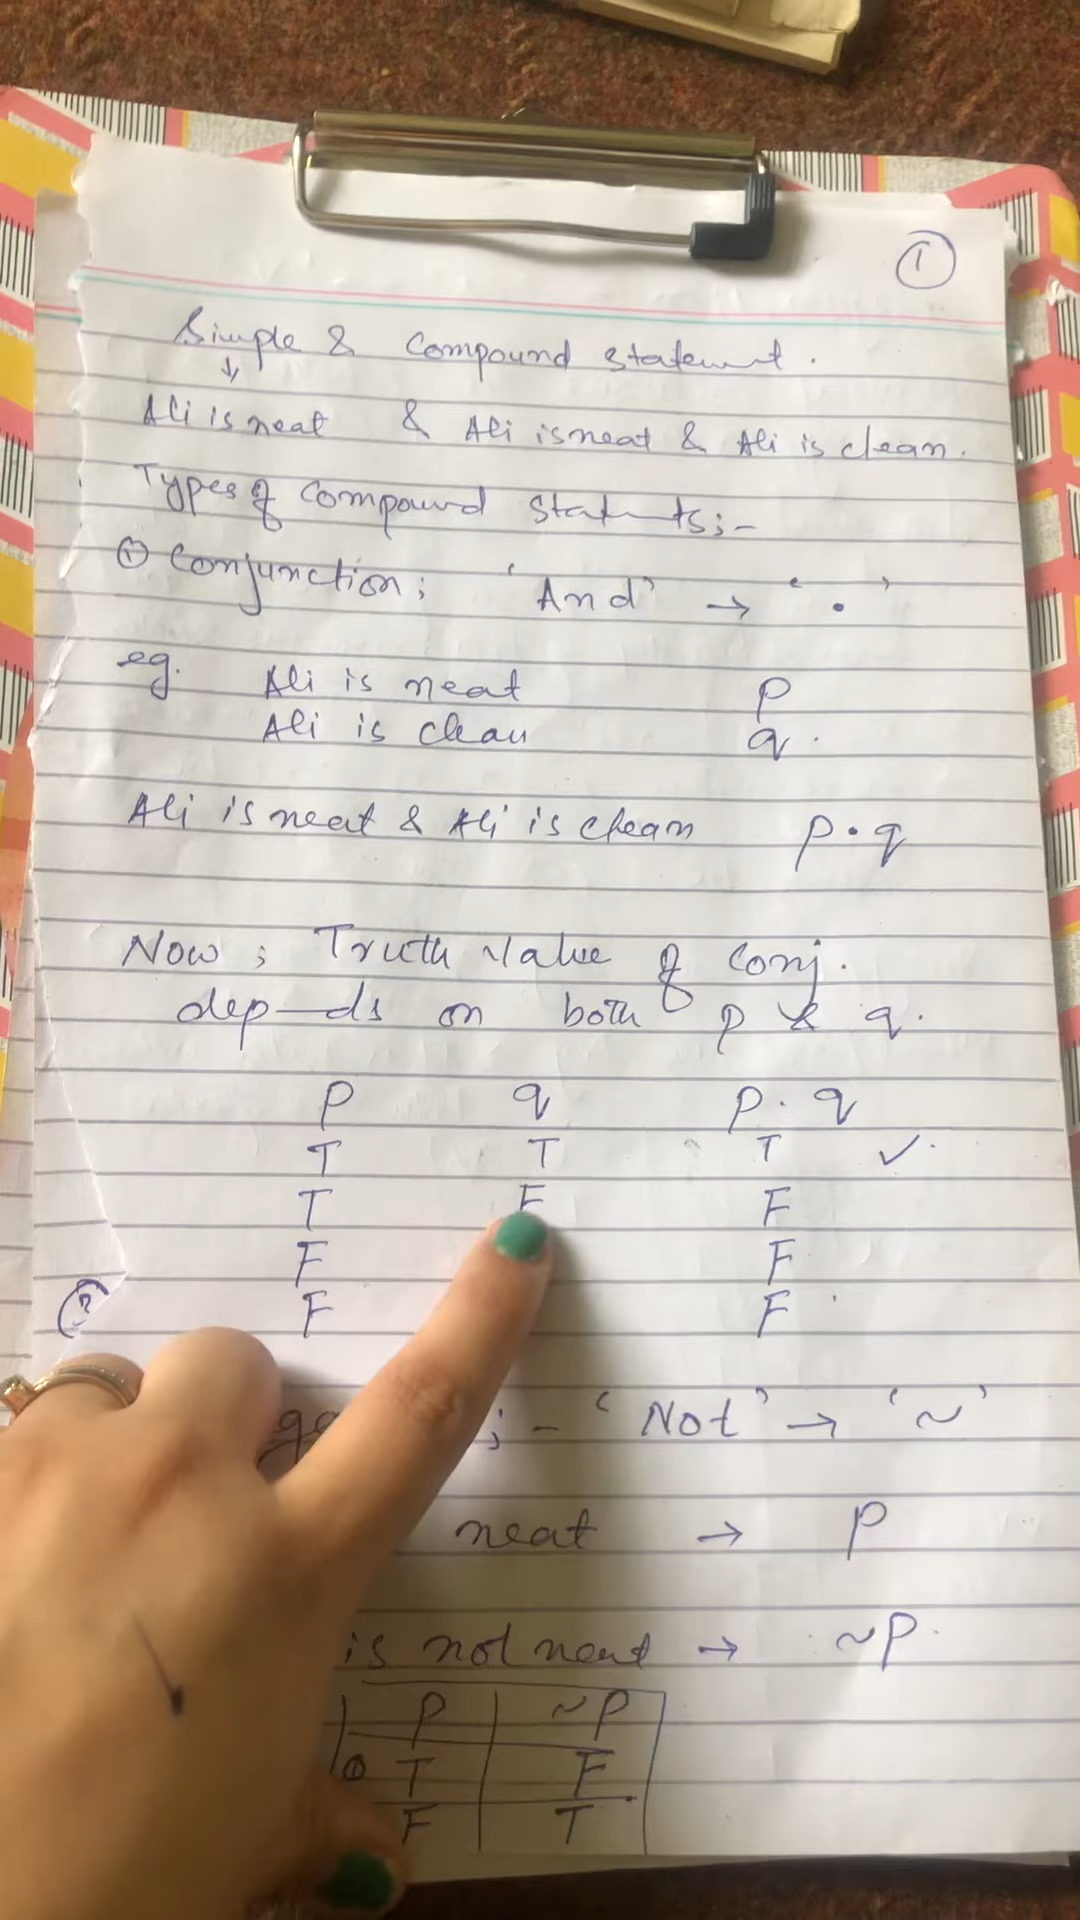 1
Simple & Compound statement.
↓
Ali is neat & Ali is neat & Ali is clean.
Types of Compound Statents;-
① Conjunction; 'And' → '•'
eg. Ali is neat P
Ali is clean q.
Ali is neat & Ali is clean p•q
Now; Truth value of Conj.
depends on both p & q.
P q P.q
T T T ✓.
T F F
F F
F F
(2)
;- 'Not' → '~'
neat → P
is not neat → ~P.
P ~P
① T F
F T